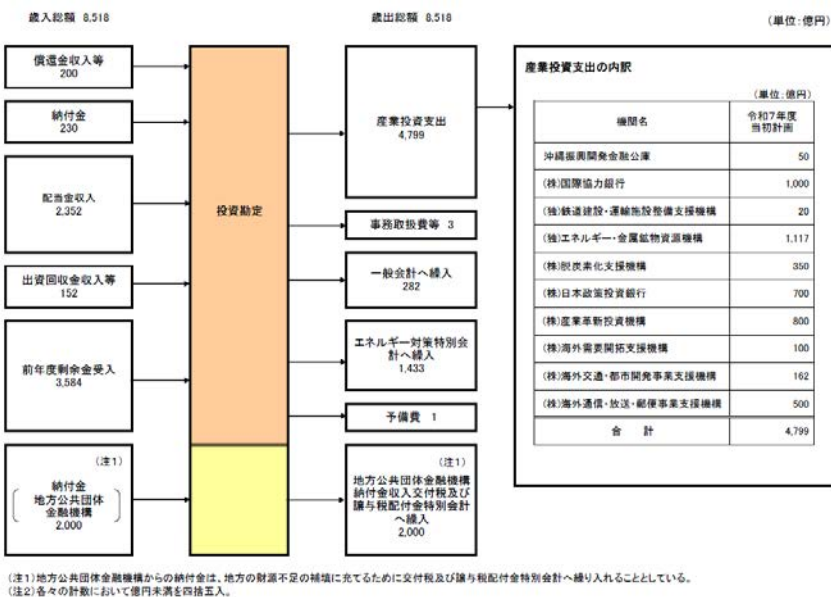 歳入総額 8,518
歳出総額 8,518
(単位:億円)
償還金収入等
200
納付金
230
配当金収入
2,352
出資回収金収入等
152
前年度剰余金受入
3,584
(注1)
納付金
地方公共団体
金融機構
2,000
投資勘定
産業投資支出
4,799
事務取扱費等 3
一般会計へ繰入
282
エネルギー対策特別会
計へ繰入
1,433
予備費 1
(注1)
地方公共団体金融機構
納付金収入交付税及び
譲与税配付金特別会計
へ繰入
2,000
産業投資支出の内訳
(単位:億円)
機関名 令和7年度
当初計画
沖縄振興開発金融公庫 50
(株)国際協力銀行 1,000
(独)鉄道建設・運輸施設整備支援機構 20
(独)エネルギー・金属鉱物資源機構 1,117
(株)脱炭素化支援機構 350
(株)日本政策投資銀行 700
(株)産業革新投資機構 800
(株)海外需要開拓支援機構 100
(株)海外交通・都市開発事業支援機構 162
(株)海外通信・放送・郵便事業支援機構 500
合 計 4,799
(注1)地方公共団体金融機構からの納付金は、地方の財源不足の補填に充てるために交付税及び譲与税配付金特別会計へ繰り入れることとしている。
(注2)各々の計数において億円未満を四捨五入。